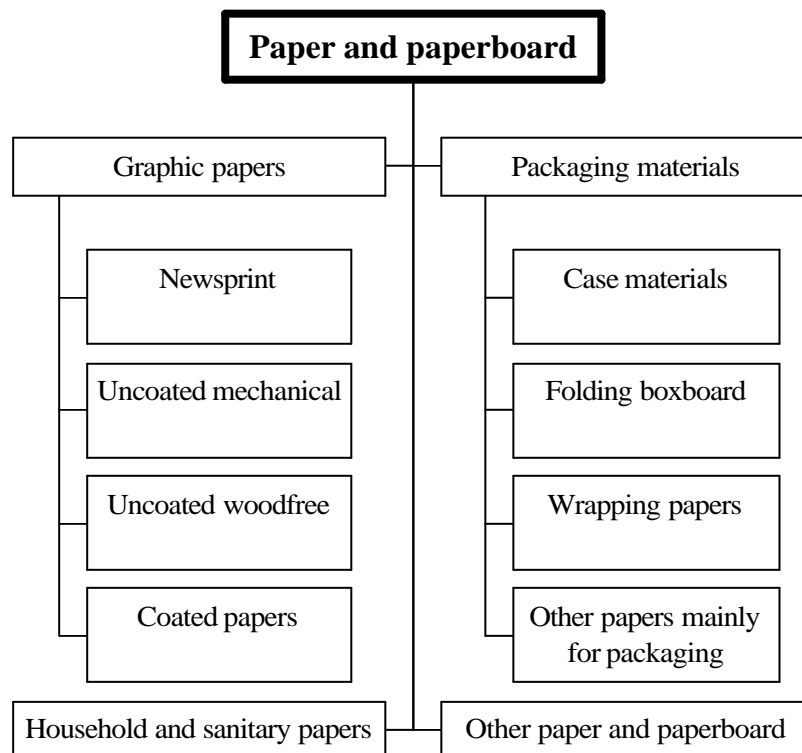 Paper and paperboard
Graphic papers
Packaging materials
Newsprint
Case materials
Uncoated mechanical
Folding boxboard
Uncoated woodfree
Wrapping papers
Coated papers
Other papers mainly
for packaging
Household and sanitary papers
Other paper and paperboard